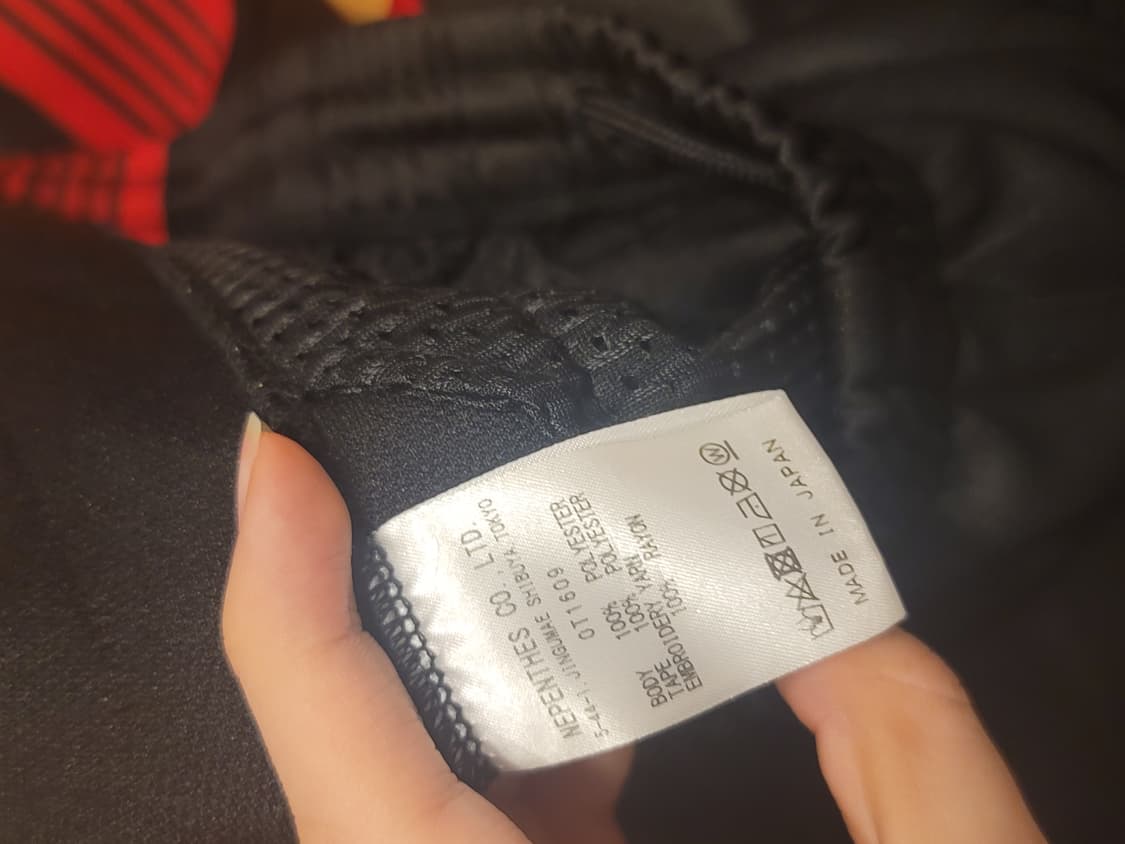 NEPENTHES CO., LTD.
5-44-1, JINGUMAE SHIBUYA TOKYO
OT1609
BODY 100% POLYESTER
TAPE 100% POLYESTER
EMBROIDERY YARN
100% RAYON
W
MADE IN JAPAN